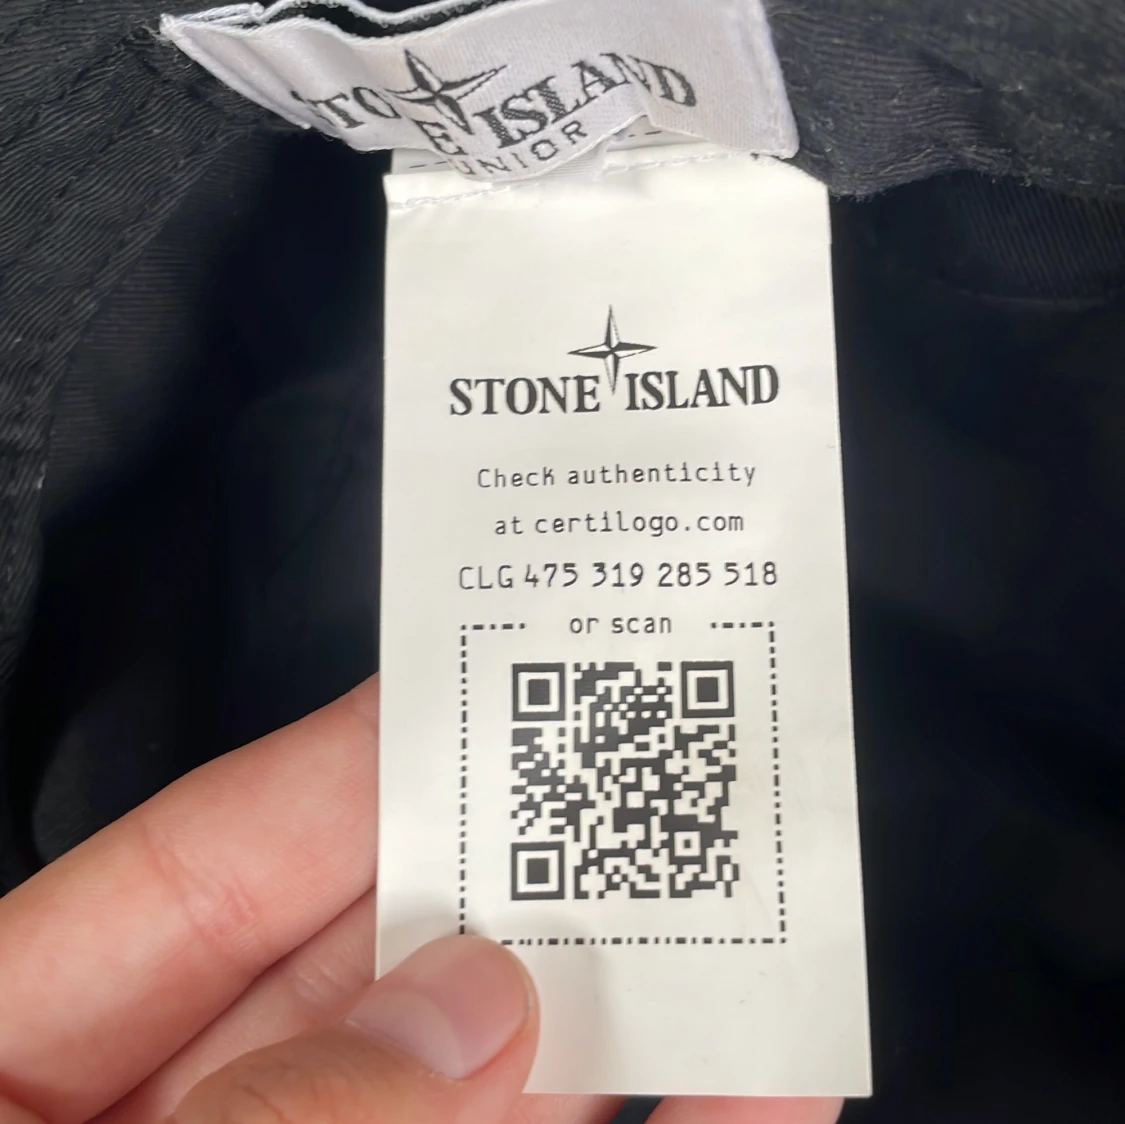 STONE ISLAND
JUNIOR
STONE ISLAND
Check authenticity
at certilogo.com
CLG 475 319 285 518
or scan